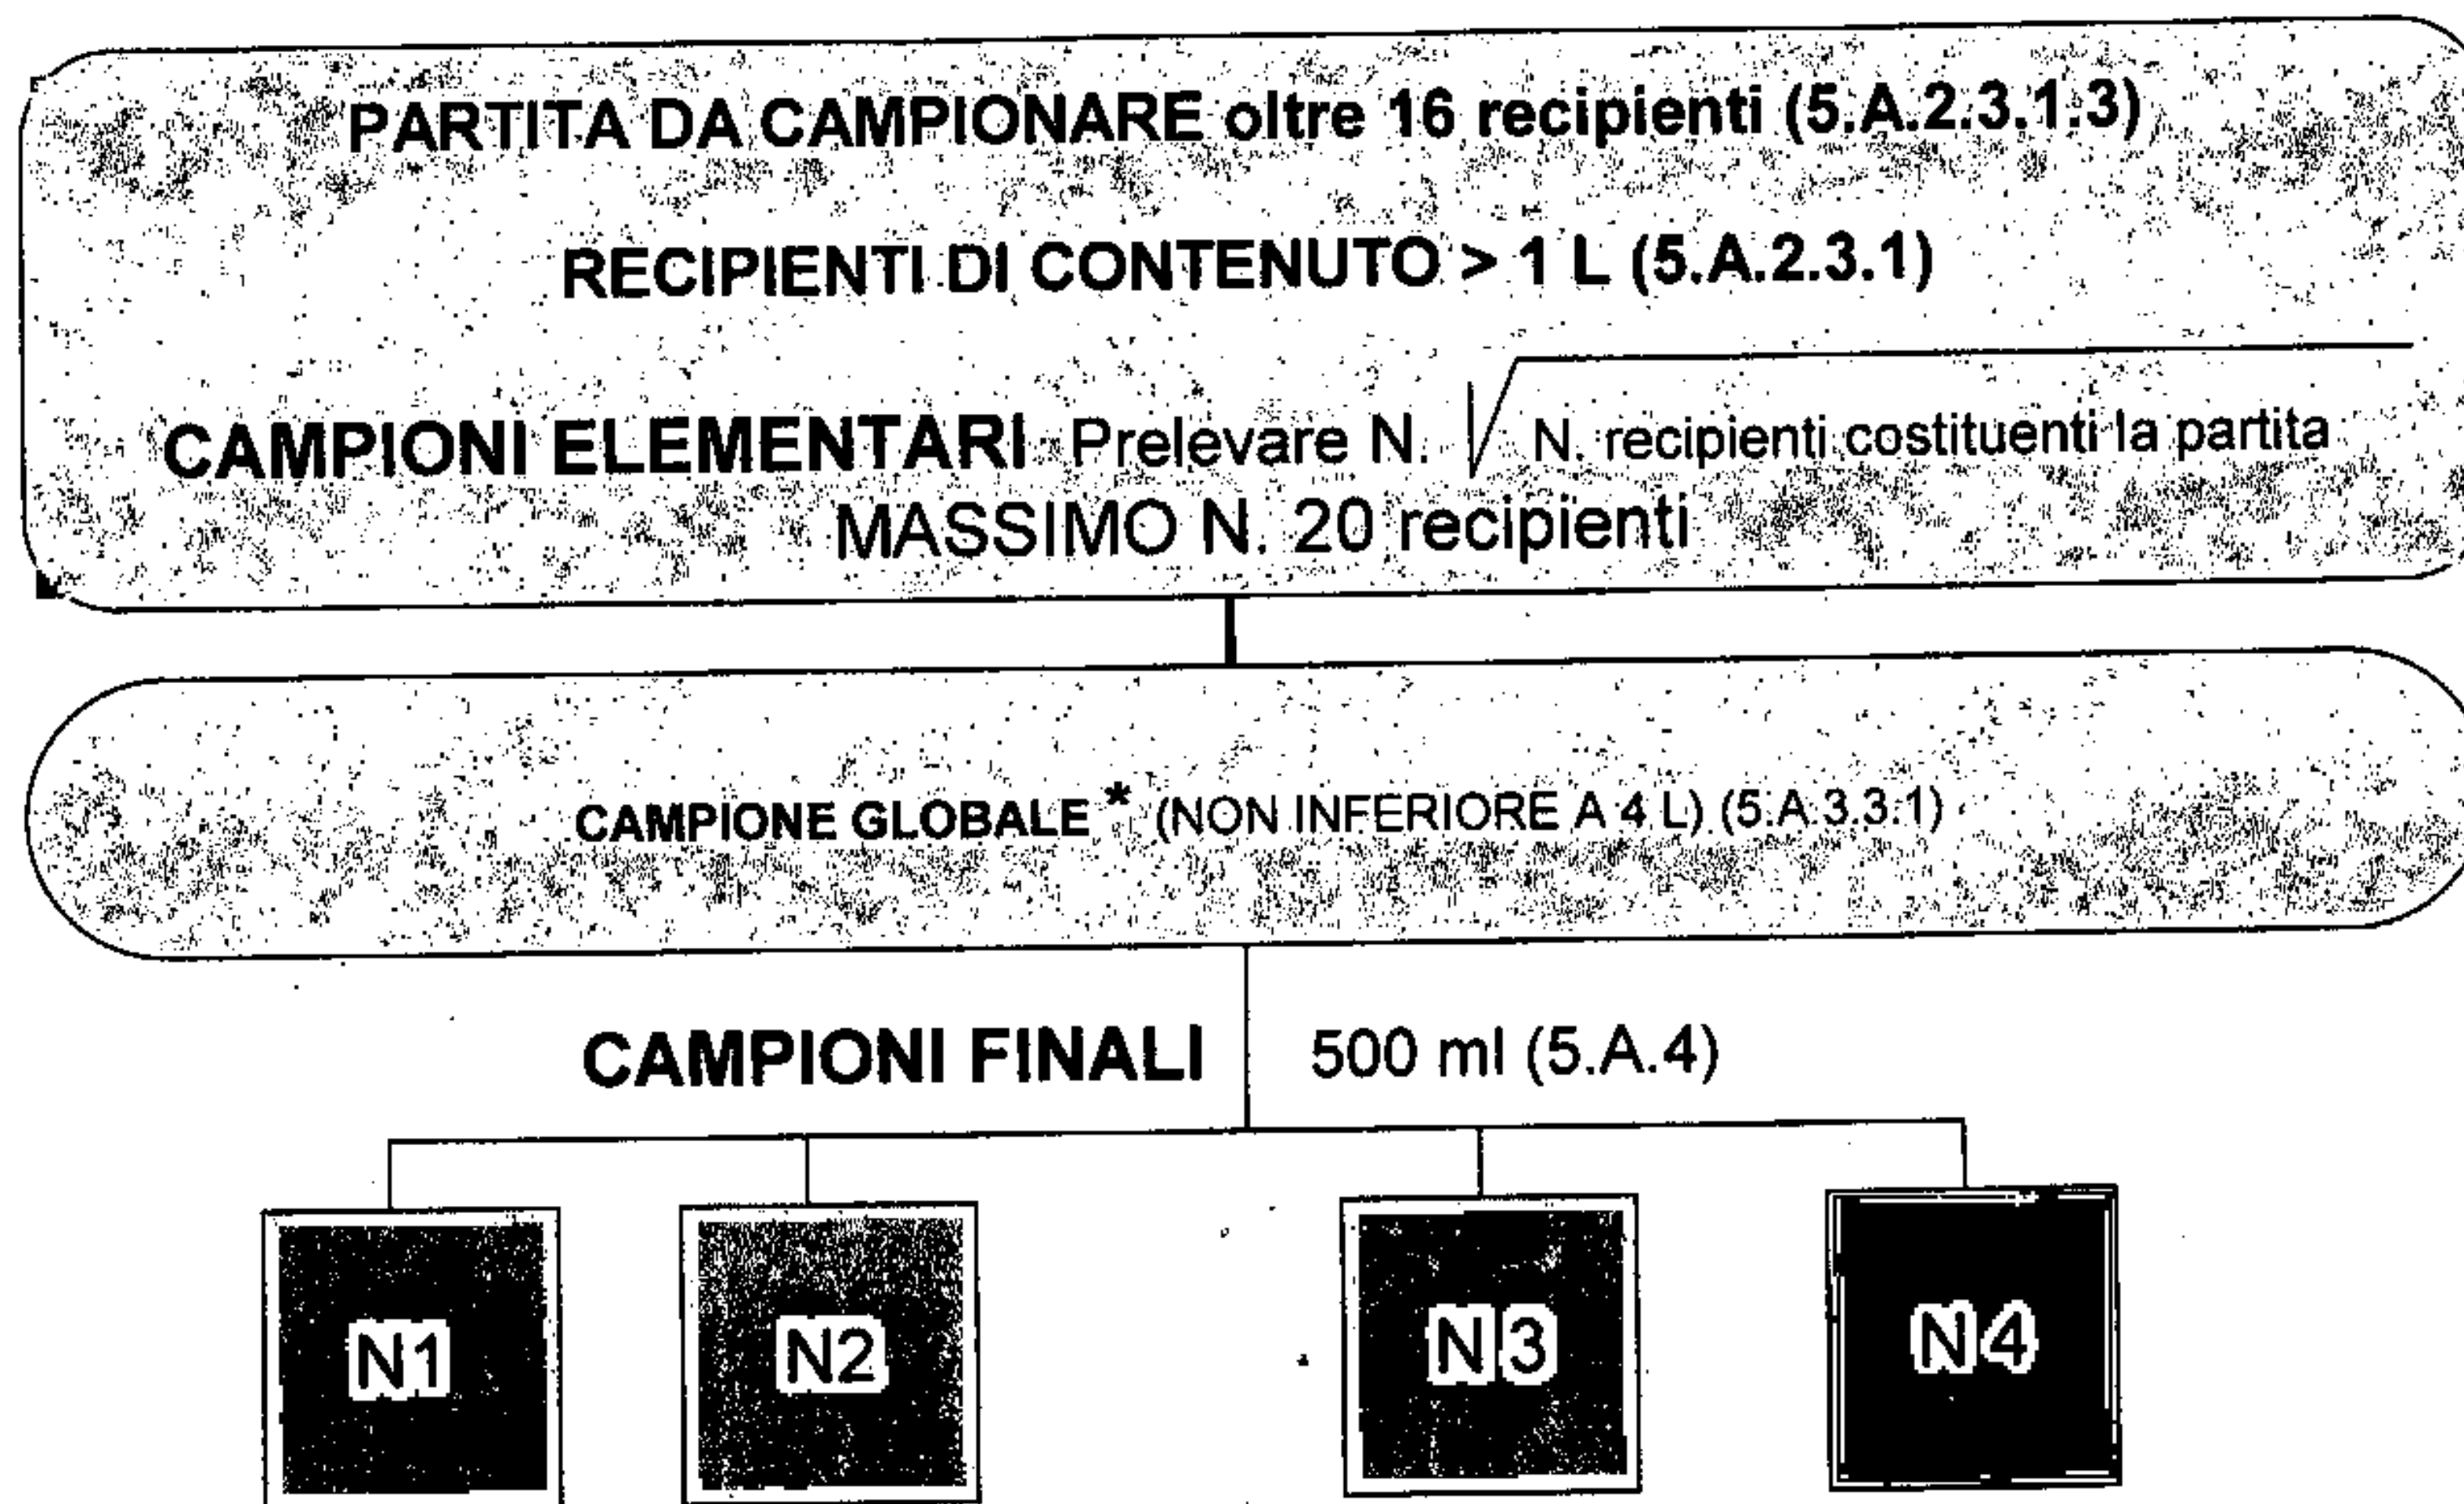 PARTITA DA CAMPIONARE oltre 16 recipienti (5.A.2.3.1.3)
RECIPIENTI DI CONTENUTO > 1 L (5.A.2.3.1)
CAMPIONI ELEMENTARI Prelevare N. √ N. recipienti costituenti la partita
MASSIMO N. 20 recipienti
CAMPIONE GLOBALE * (NON INFERIORE A 4 L) (5.A.3.3.1)
CAMPIONI FINALI 500 ml (5.A.4)
N1 N2 N3 N4